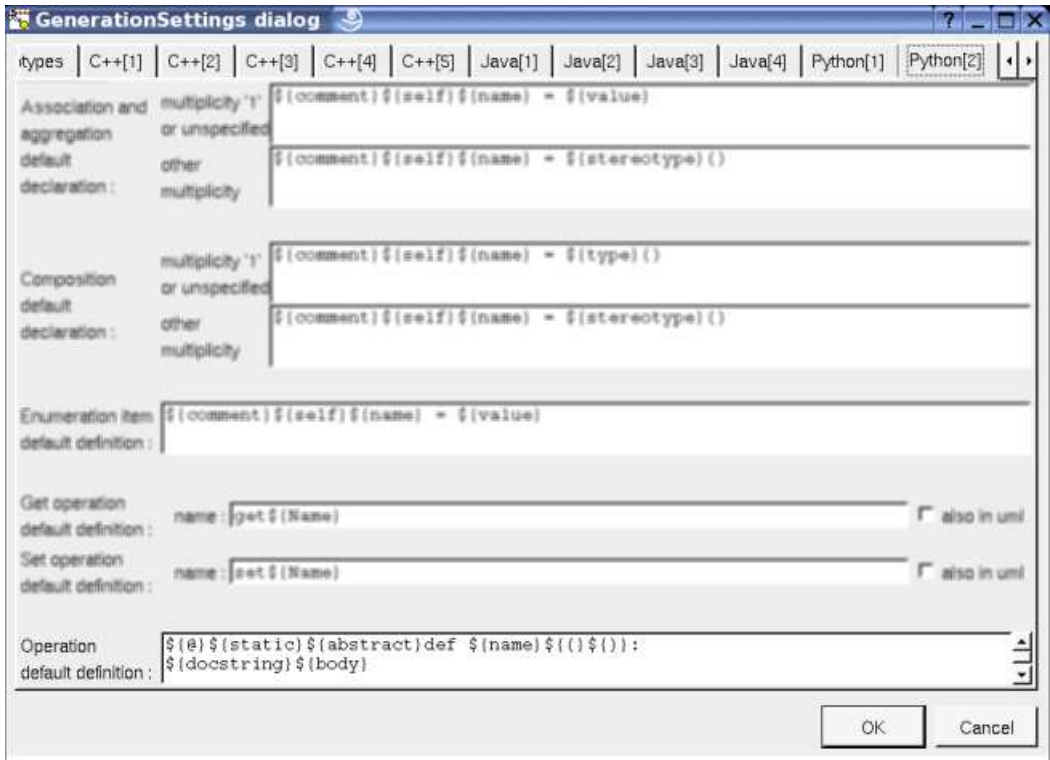 GenerationSettings dialog
?
types C++[1] C++[2] C++[3] C++[4] C++[5] Java[1] Java[2] Java[3] Java[4] Python[1] Python[2]
Association and aggregation default declaration :
multiplicity '1' or unspecified
${comment}${self}${name} = ${value}
other multiplicity
${comment}${self}${name} = ${stereotype}()
Composition default declaration :
multiplicity '1' or unspecified
${comment}${self}${name} = ${type}()
other multiplicity
${comment}${self}${name} = ${stereotype}()
Enumeration item default definition :
${comment}${self}${name} = ${value}
Get operation default definition :
name : get${Name}
also in uml
Set operation default definition :
name : set${Name}
also in uml
Operation default definition :
${@}${static}${abstract}def ${name}${(}${)}:
${docstring}${body}
OK Cancel